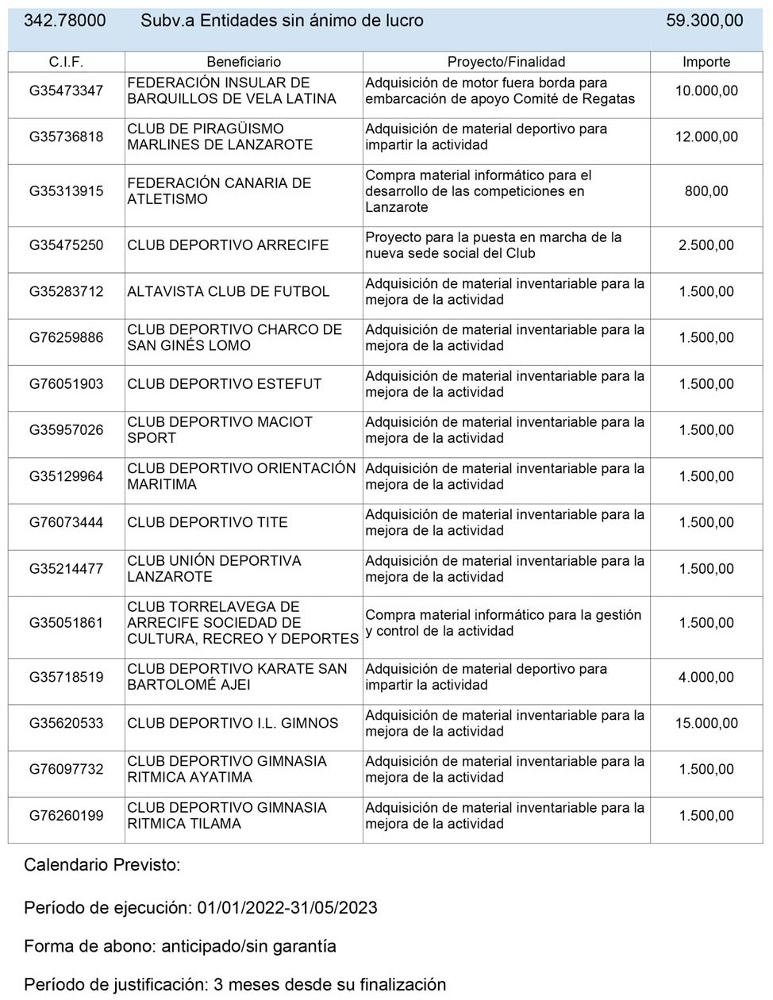 342.78000 Subv.a Entidades sin ánimo de lucro 59.300,00
C.I.F. Beneficiario Proyecto/Finalidad Importe
G35473347 FEDERACIÓN INSULAR DE BARQUILLOS DE VELA LATINA Adquisición de motor fuera borda para embarcación de apoyo Comité de Regatas 10.000,00
G35736818 CLUB DE PIRAGÜISMO MARLINES DE LANZAROTE Adquisición de material deportivo para impartir la actividad 12.000,00
G35313915 FEDERACIÓN CANARIA DE ATLETISMO Compra material informático para el desarrollo de las competiciones en Lanzarote 800,00
G35475250 CLUB DEPORTIVO ARRECIFE Proyecto para la puesta en marcha de la nueva sede social del Club 2.500,00
G35283712 ALTAVISTA CLUB DE FUTBOL Adquisición de material inventariable para la mejora de la actividad 1.500,00
G76259886 CLUB DEPORTIVO CHARCO DE SAN GINÉS LOMO Adquisición de material inventariable para la mejora de la actividad 1.500,00
G76051903 CLUB DEPORTIVO ESTEFUT Adquisición de material inventariable para la mejora de la actividad 1.500,00
G35957026 CLUB DEPORTIVO MACIOT SPORT Adquisición de material inventariable para la mejora de la actividad 1.500,00
G35129964 CLUB DEPORTIVO ORIENTACIÓN MARITIMA Adquisición de material inventariable para la mejora de la actividad 1.500,00
G76073444 CLUB DEPORTIVO TITE Adquisición de material inventariable para la mejora de la actividad 1.500,00
G35214477 CLUB UNIÓN DEPORTIVA LANZAROTE Adquisición de material inventariable para la mejora de la actividad 1.500,00
G35051861 CLUB TORRELAVEGA DE ARRECIFE SOCIEDAD DE CULTURA, RECREO Y DEPORTES Compra material informático para la gestión y control de la actividad 1.500,00
G35718519 CLUB DEPORTIVO KARATE SAN BARTOLOMÉ AJEI Adquisición de material deportivo para impartir la actividad 4.000,00
G35620533 CLUB DEPORTIVO I.L. GIMNOS Adquisición de material inventariable para la mejora de la actividad 15.000,00
G76097732 CLUB DEPORTIVO GIMNASIA RITMICA AYATIMA Adquisición de material inventariable para la mejora de la actividad 1.500,00
G76260199 CLUB DEPORTIVO GIMNASIA RITMICA TILAMA Adquisición de material inventariable para la mejora de la actividad 1.500,00
Calendario Previsto:
Período de ejecución: 01/01/2022-31/05/2023
Forma de abono: anticipado/sin garantía
Período de justificación: 3 meses desde su finalización